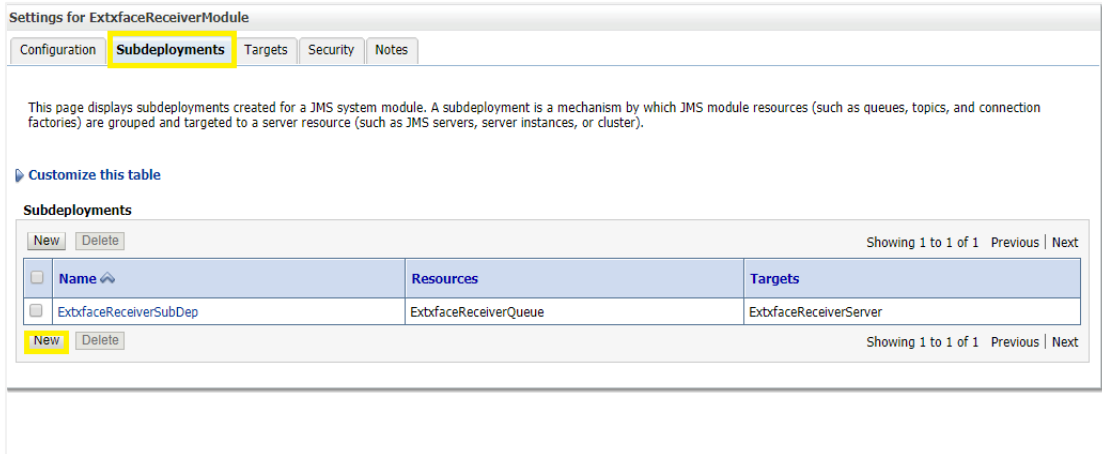 Settings for ExtxfaceReceiverModule
Configuration Subdeployments Targets Security Notes
This page displays subdeployments created for a JMS system module. A subdeployment is a mechanism by which JMS module resources (such as queues, topics, and connection
factories) are grouped and targeted to a server resource (such as JMS servers, server instances, or cluster).
Customize this table
Subdeployments
New Delete Showing 1 to 1 of 1 Previous | Next
Name Resources Targets
ExtxfaceReceiverSubDep ExtxfaceReceiverQueue ExtxfaceReceiverServer
New Delete Showing 1 to 1 of 1 Previous | Next